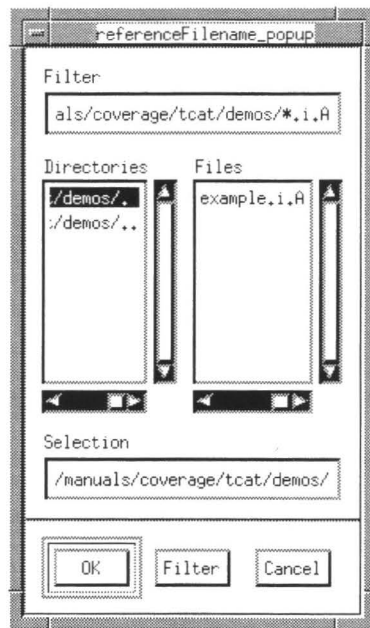 referenceFilename_popup
Filter
als/coverage/tcat/demos/*.i.A
Directories Files
:/demos/. example.i.A
:/demos/..
Selection
/manuals/coverage/tcat/demos/
OK Filter Cancel